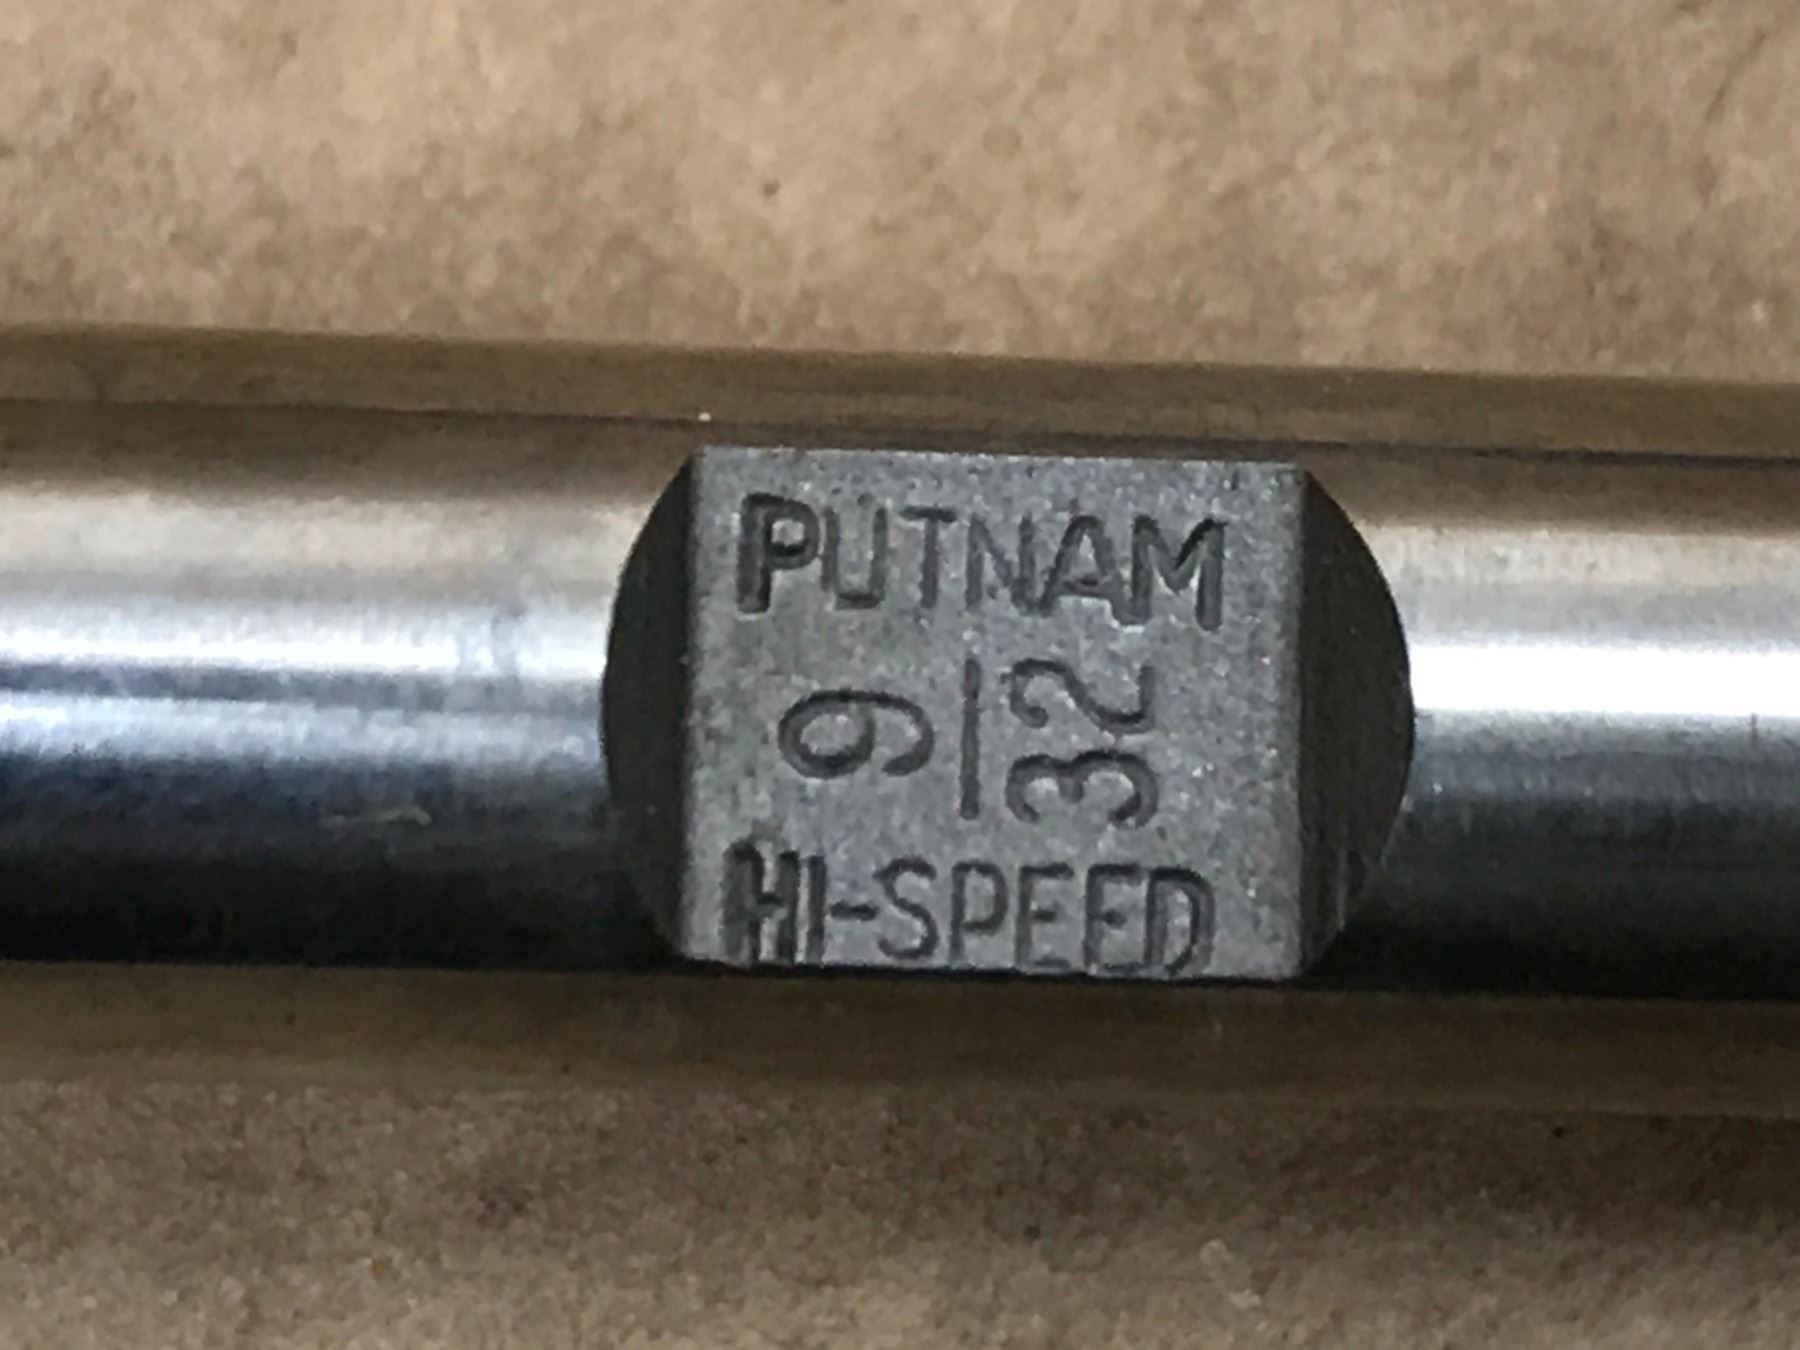 PUTNAM
9/32
HI-SPEED